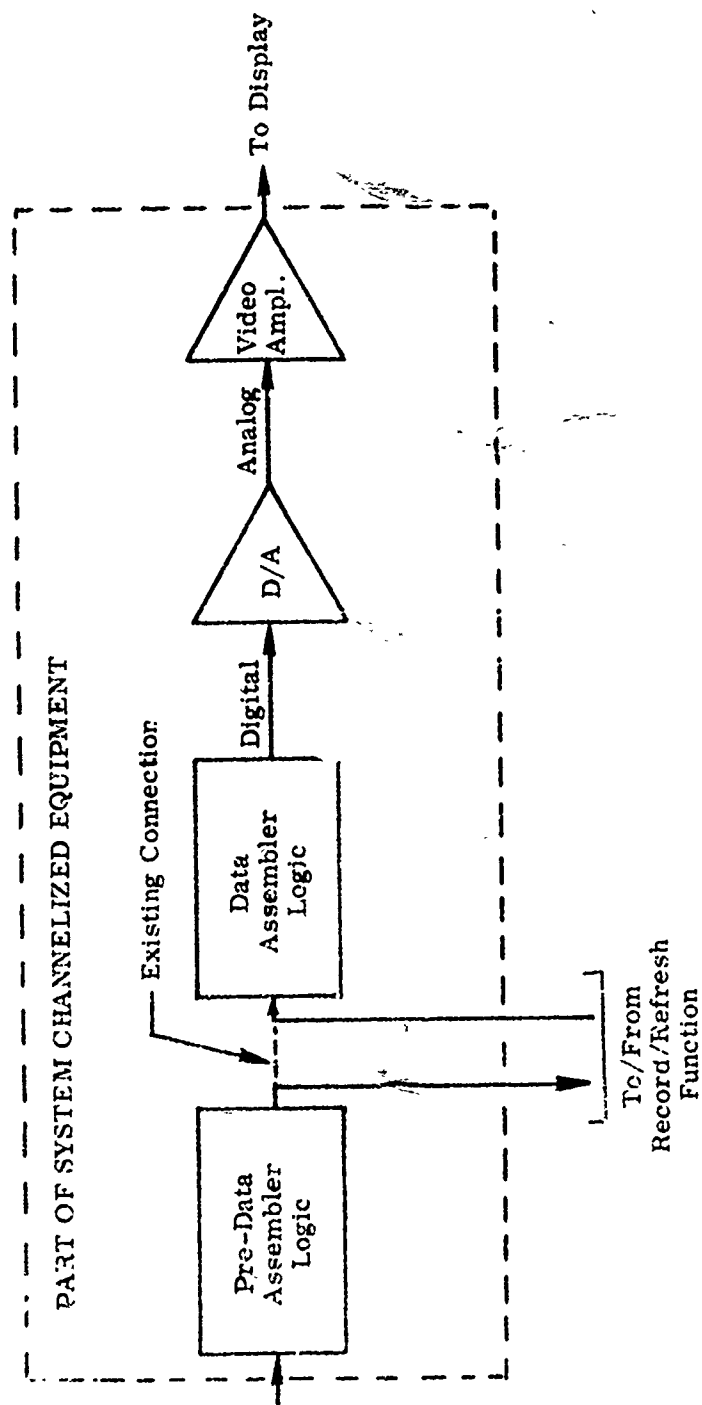 PART OF SYSTEM CHANNELIZED EQUIPMENT
Existing Connection
Pre-Data
Assembler
Logic
Data
Assembler
Logic
Digital
D/A
Analog
Video
Ampl.
To Display
To/From
Record/Refresh
Function